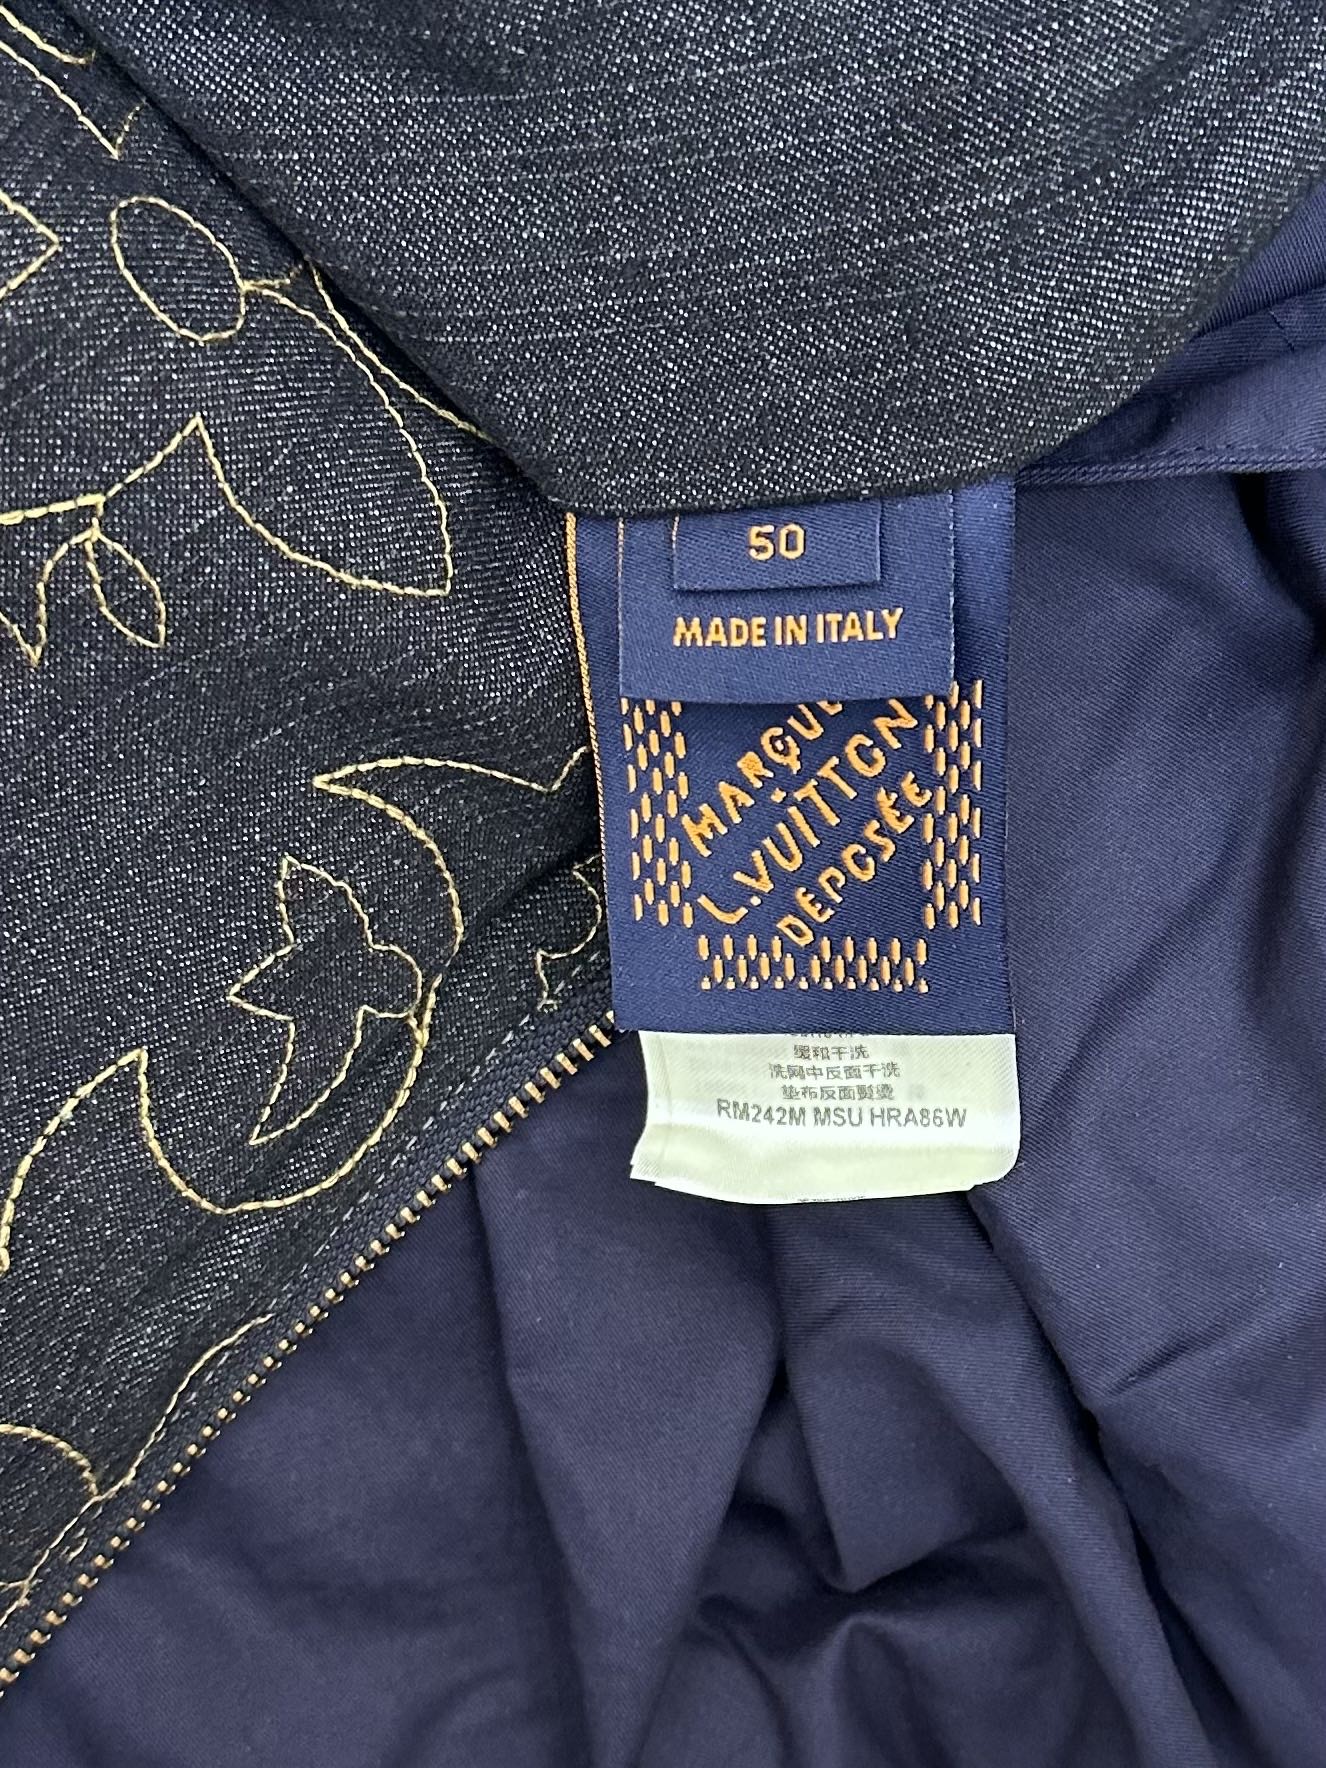 50
MADE IN ITALY
MARQUE
L.VUITTON
DÉPOSÉE
缓和干洗
洗网中反面干洗
垫布反面熨烫
RM242M MSU HRA86W